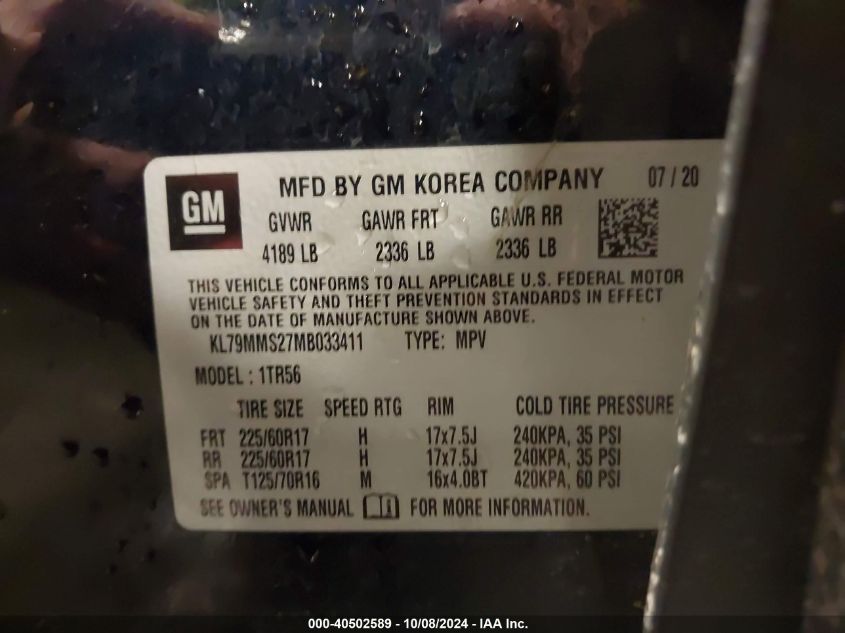 GM
MFD BY GM KOREA COMPANY 07 / 20
GVWR GAWR FRT GAWR RR
4189 LB 2336 LB 2336 LB
THIS VEHICLE CONFORMS TO ALL APPLICABLE U.S. FEDERAL MOTOR
VEHICLE SAFETY AND THEFT PREVENTION STANDARDS IN EFFECT
ON THE DATE OF MANUFACTURE SHOWN ABOVE.
KL79MMS27MB033411 TYPE: MPV
MODEL : 1TR56
TIRE SIZE SPEED RTG RIM COLD TIRE PRESSURE
FRT 225/60R17 H 17x7.5J 240KPA, 35 PSI
RR 225/60R17 H 17x7.5J 240KPA, 35 PSI
SPA T125/70R16 M 16x4.0BT 420KPA, 60 PSI
SEE OWNER'S MANUAL i FOR MORE INFORMATION.
000-40502589 - 10/08/2024 - IAA Inc.